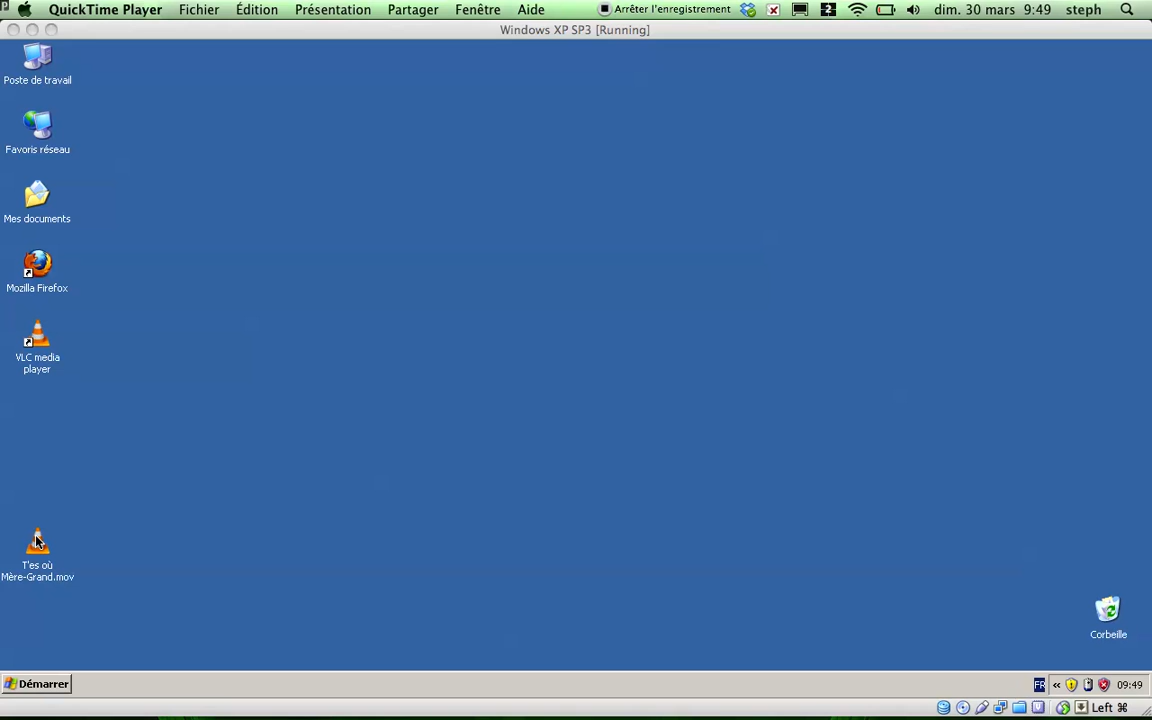 QuickTime Player Fichier Édition Présentation Partager Fenêtre Aide Arrêter l'enregistrement 2 dim. 30 mars 9:49 steph
Windows XP SP3 [Running]
Poste de travail
Favoris réseau
Mes documents
Mozilla Firefox
VLC media
player
T'es où
Mère-Grand.mov
Corbeille
Démarrer FR « 09:49
Left ⌘